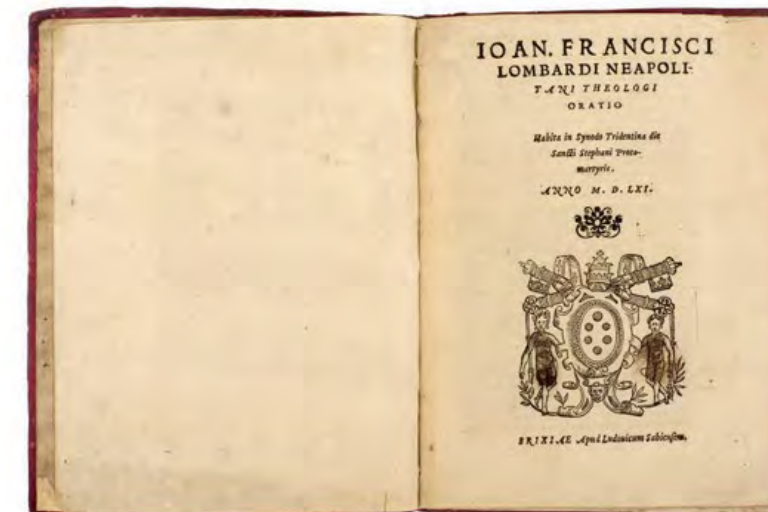 IOAN. FRANCISCI
LOMBARDI NEAPOLI-
TANI THEOLOGI
ORATIO
Habita in Synodo Tridentina die
Sancti Stephani Proto-
martyris.
ANNO M. D. LXI.
BRIXIAE Apud Ludouicum Sabiensem.